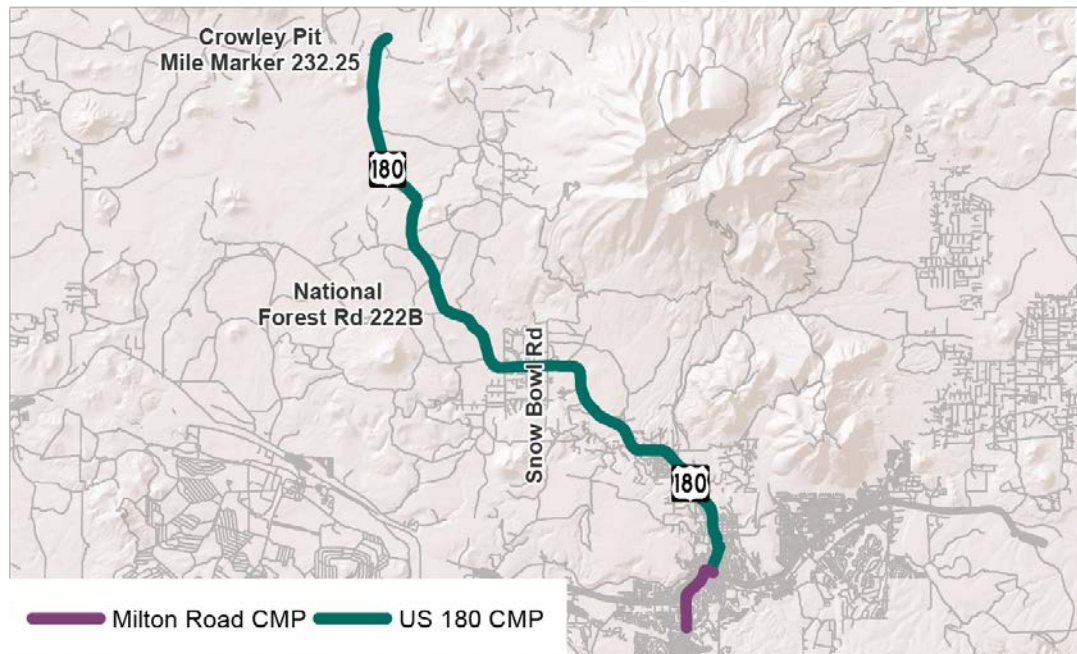 Crowley Pit
Mile Marker 232.25
180
National
Forest Rd 222B
Snow Bowl Rd
180
Milton Road CMP
US 180 CMP